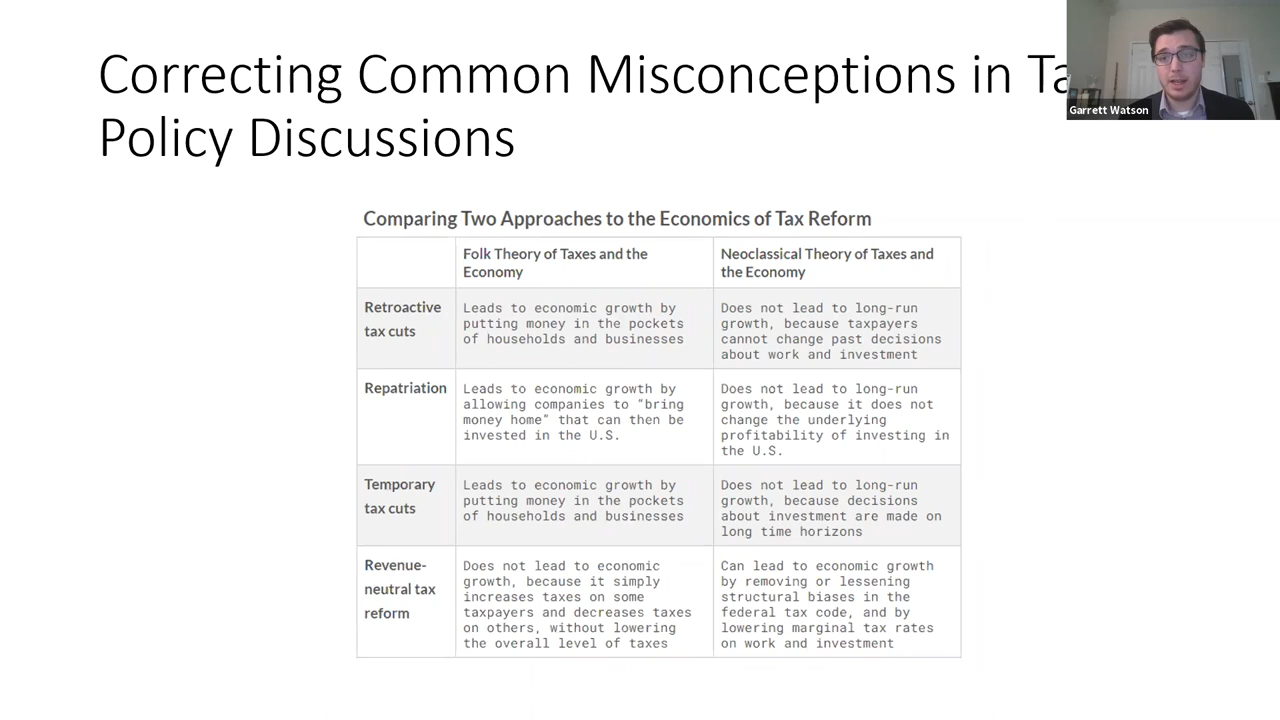 Correcting Common Misconceptions in
Policy Discussions
Garrett Watson
Comparing Two Approaches to the Economics of Tax Reform
Folk Theory of Taxes and the
Economy
Neoclassical Theory of Taxes and
the Economy
Retroactive
tax cuts
Leads to economic growth by
putting money in the pockets
of households and businesses
Does not lead to long-run
growth, because taxpayers
cannot change past decisions
about work and investment
Repatriation
Leads to economic growth by
allowing companies to “bring
money home” that can then be
invested in the U.S.
Does not lead to long-run
growth, because it does not
change the underlying
profitability of investing in
the U.S.
Temporary
tax cuts
Leads to economic growth by
putting money in the pockets
of households and businesses
Does not lead to long-run
growth, because decisions
about investment are made on
long time horizons
Revenue-
neutral tax
reform
Does not lead to economic
growth, because it simply
increases taxes on some
taxpayers and decreases taxes
on others, without lowering
the overall level of taxes
Can lead to economic growth
by removing or lessening
structural biases in the
federal tax code, and by
lowering marginal tax rates
on work and investment